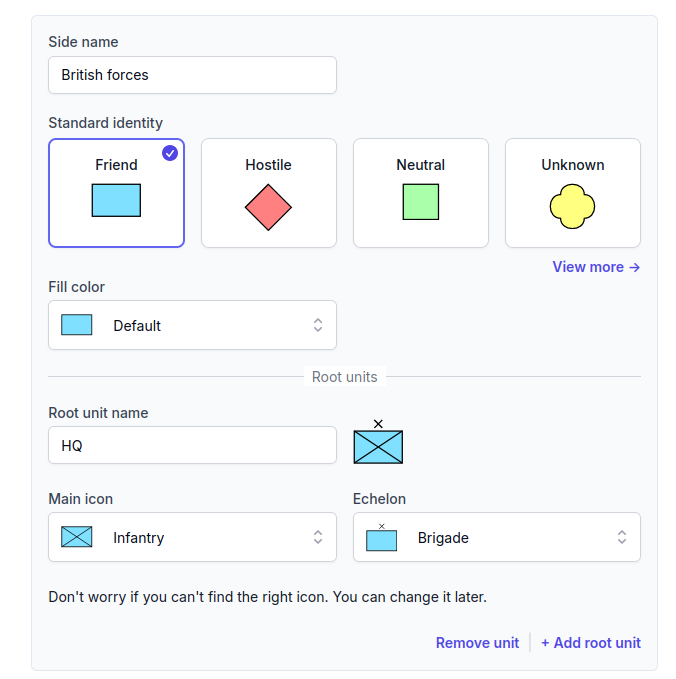 Side name
British forces
Standard identity
Friend Hostile Neutral Unknown
View more →
Fill color
Default
Root units
Root unit name
HQ
Main icon Echelon
Infantry Brigade
Don't worry if you can't find the right icon. You can change it later.
Remove unit + Add root unit